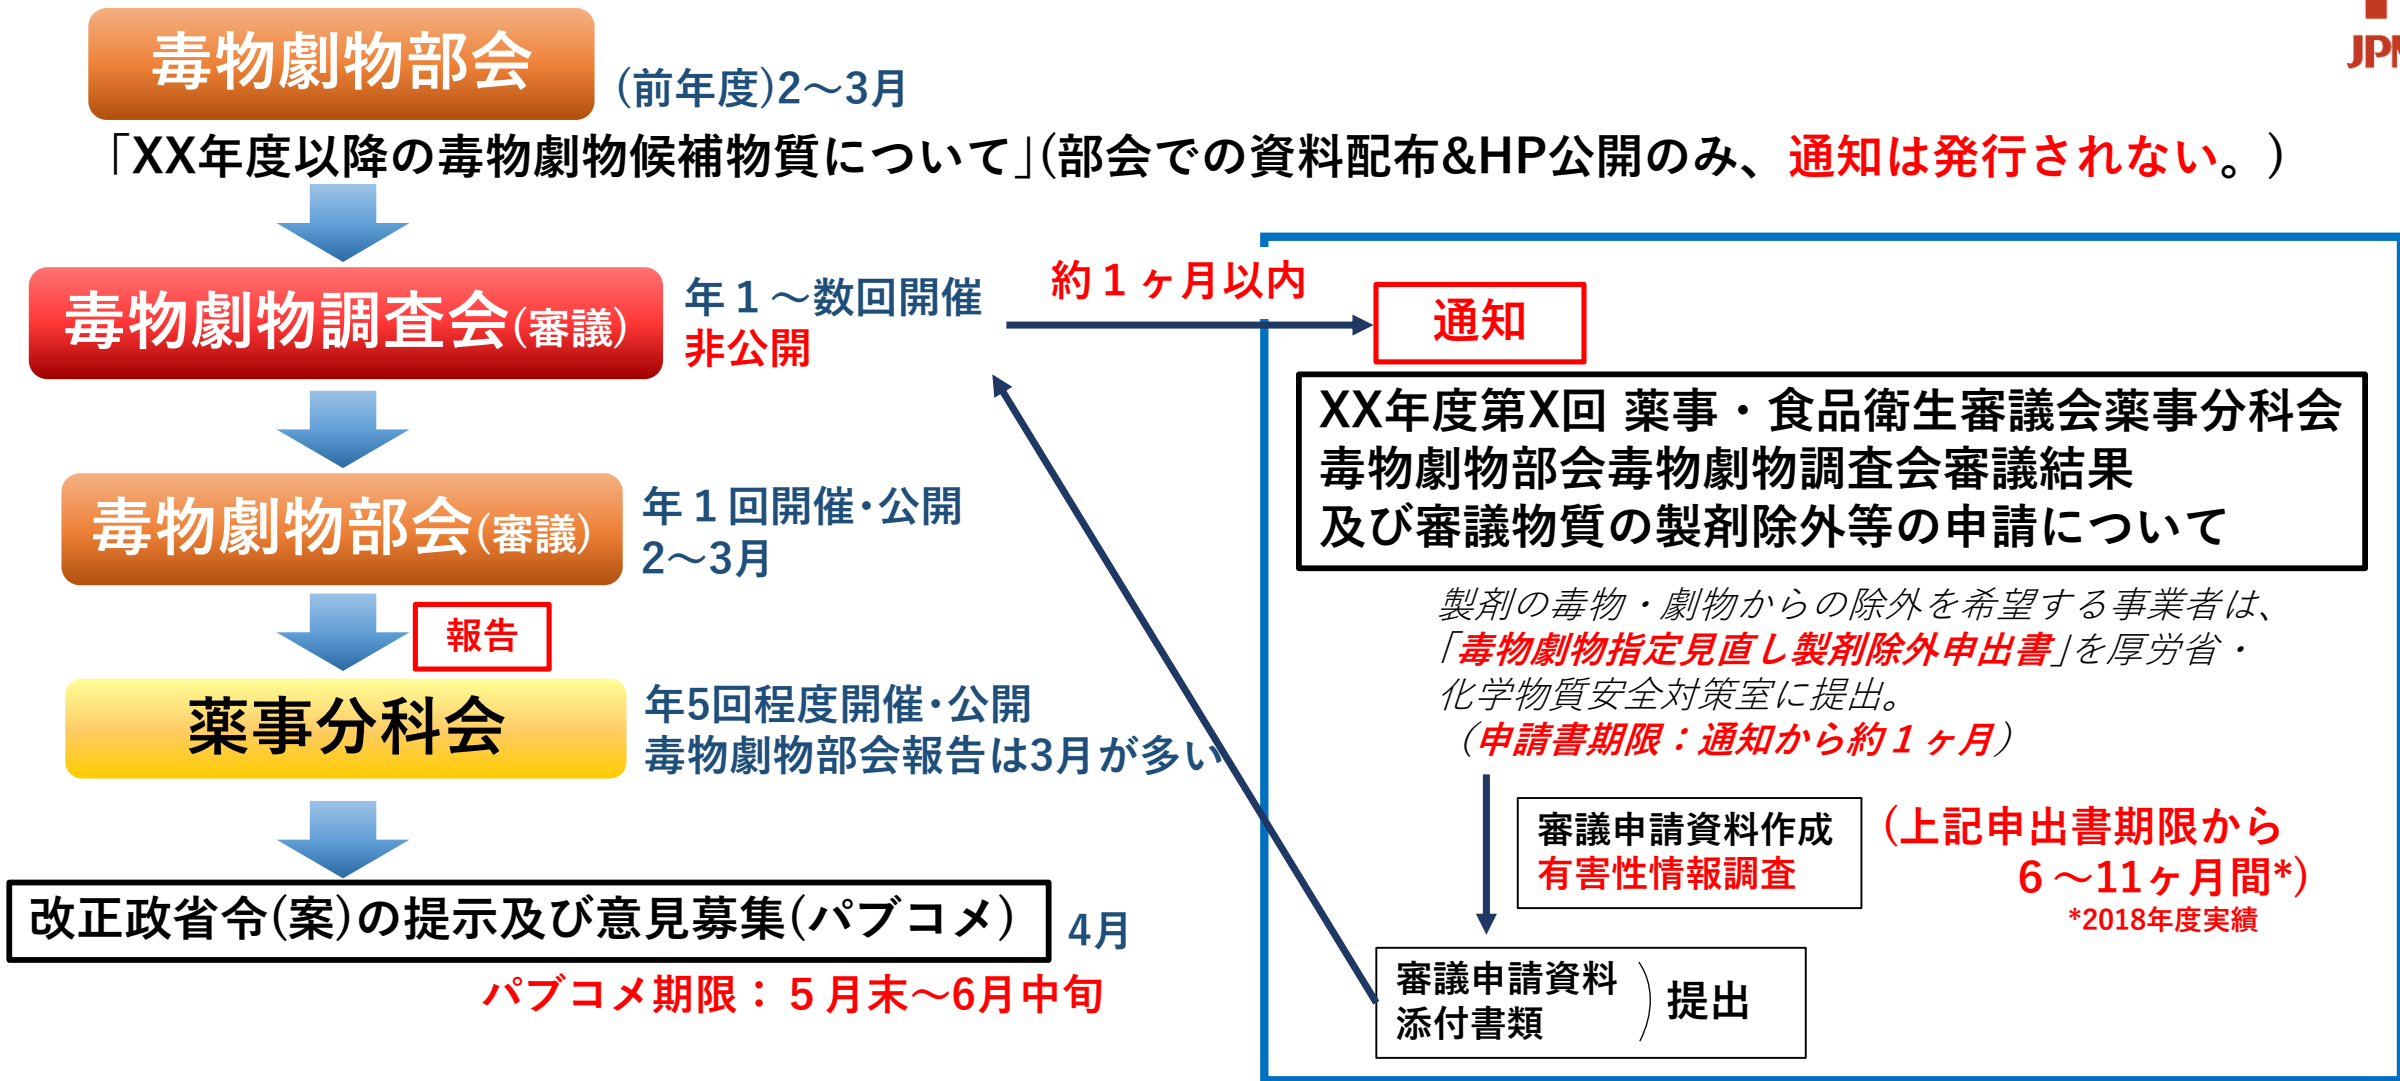 毒物劇物部会
(前年度)2～3月
「XX年度以降の毒物劇物候補物質について」(部会での資料配布&HP公開のみ、通知は発行されない。)
毒物劇物調査会(審議)
年１～数回開催
非公開
毒物劇物部会(審議)
年１回開催･公開
2～3月
報告
薬事分科会
年5回程度開催･公開
毒物劇物部会報告は3月が多い
改正政省令(案)の提示及び意見募集(パブコメ)
4月
パブコメ期限：５月末～6月中旬
約１ヶ月以内
通知
XX年度第X回 薬事・食品衛生審議会薬事分科会
毒物劇物部会毒物劇物調査会審議結果
及び審議物質の製剤除外等の申請について
製剤の毒物・劇物からの除外を希望する事業者は、
「毒物劇物指定見直し製剤除外申出書」を厚労省・
化学物質安全対策室に提出。
（申請書期限：通知から約１ヶ月）
審議申請資料作成
有害性情報調査
(上記申出書期限から
６～11ヶ月間*)
*2018年度実績
審議申請資料
添付書類
提出